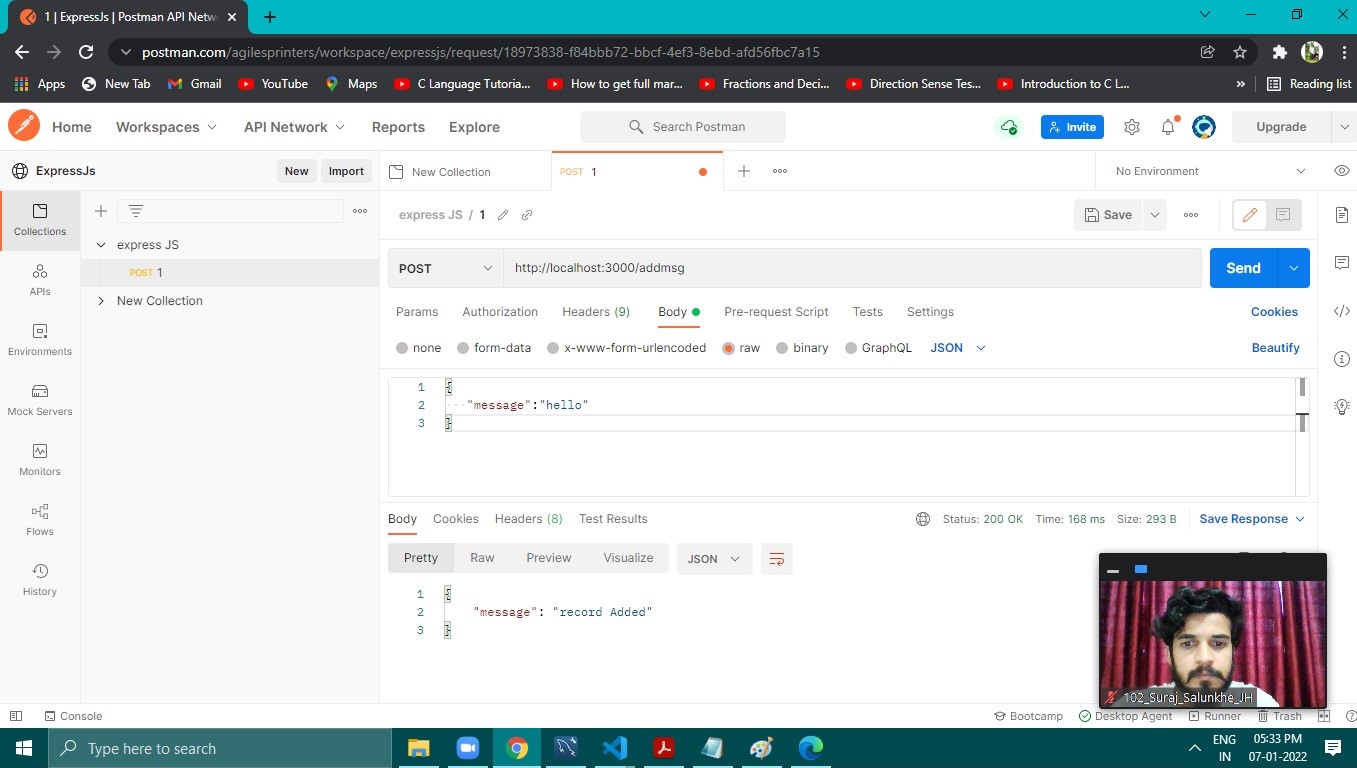 1 | ExpressJs | Postman API Netw
postman.com/agilesprinters/workspace/expressjs/request/18973838-f84bbb72-bbcf-4ef3-8ebd-afd56fbc7a15
Apps New Tab Gmail YouTube Maps C Language Tutoria... How to get full mar... Fractions and Deci... Direction Sense Tes... Introduction to C L... » Reading list
Home Workspaces API Network Reports Explore Search Postman Invite Upgrade
ExpressJs New Import New Collection POST 1 No Environment
Collections
APIs
Environments
Mock Servers
Monitors
Flows
History
express JS
POST 1
New Collection
express JS / 1 Save
POST http://localhost:3000/addmsg Send
Params Authorization Headers (9) Body Pre-request Script Tests Settings Cookies
none form-data x-www-form-urlencoded raw binary GraphQL JSON Beautify
1 {
2 "message":"hello"
3 }
Body Cookies Headers (8) Test Results Status: 200 OK Time: 168 ms Size: 293 B Save Response
Pretty Raw Preview Visualize JSON
1 {
2 "message": "record Added"
3 }
102_Suraj_Salunkhe_JH
Console Bootcamp Desktop Agent Runner Trash
Type here to search
ENG
IN
05:33 PM
07-01-2022